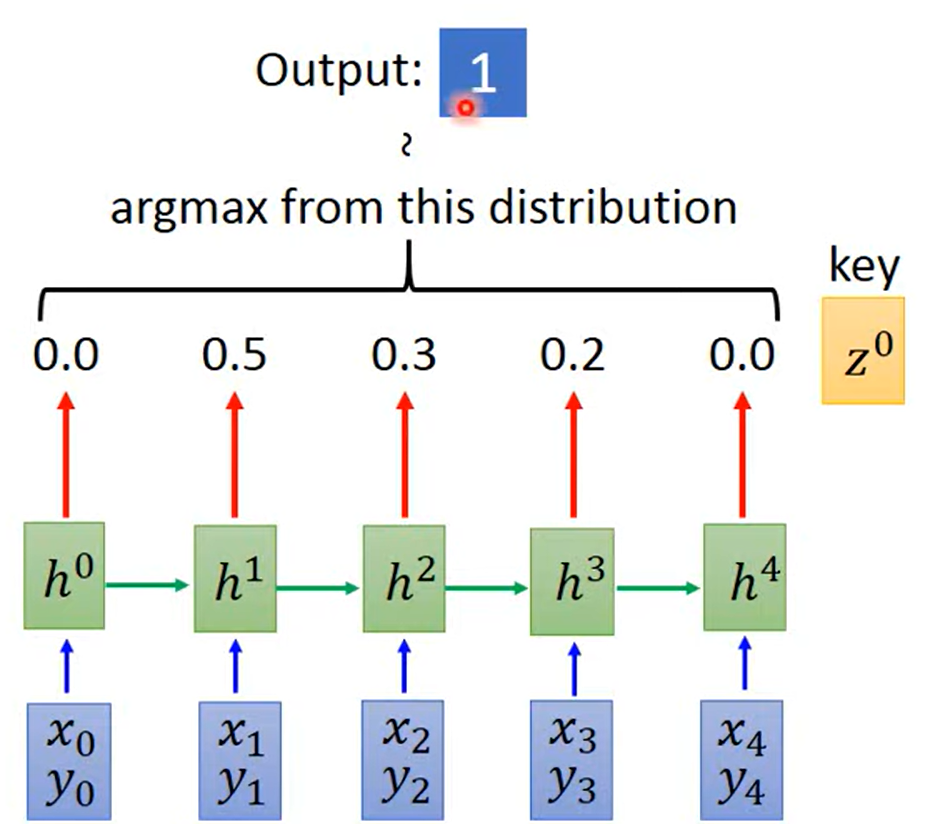 Output: 1
~
argmax from this distribution
key
0.0 0.5 0.3 0.2 0.0
z⁰
h⁰ h¹ h² h³ h⁴
x₀ x₁ x₂ x₃ x₄
y₀ y₁ y₂ y₃ y₄